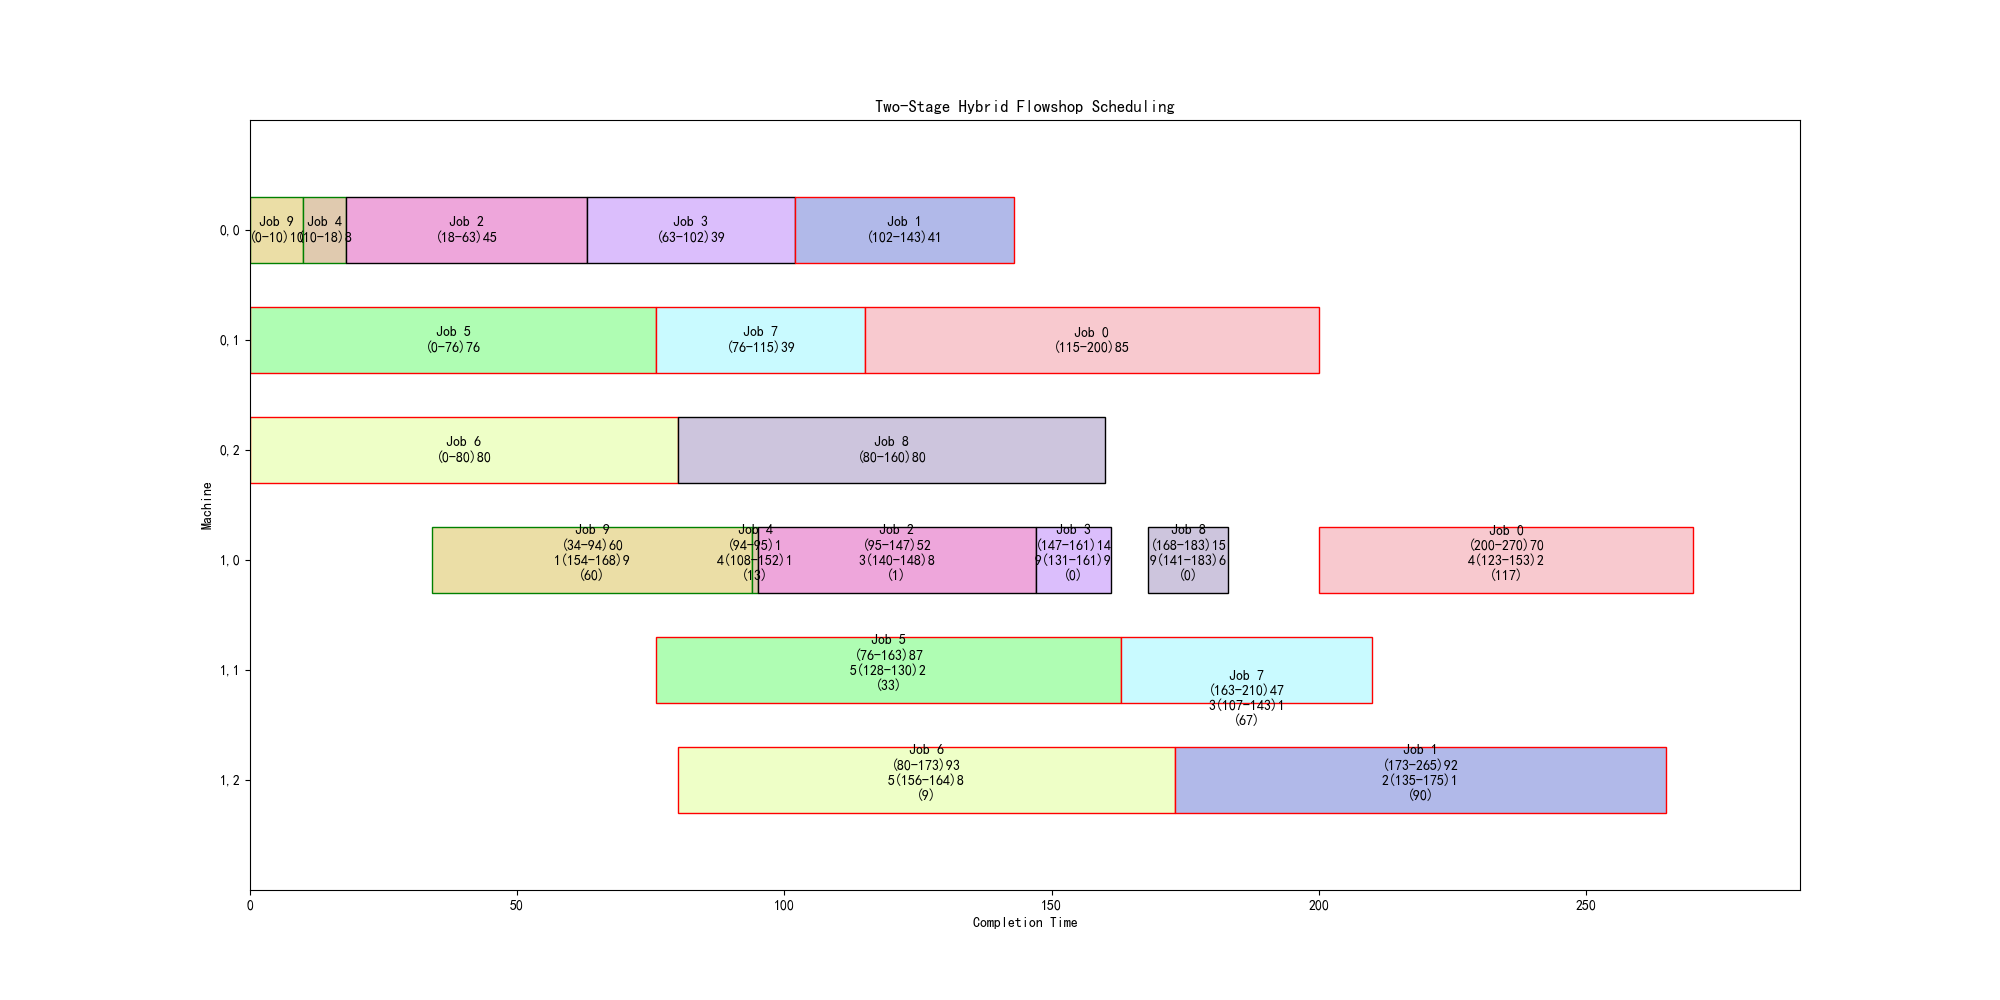 Two-Stage Hybrid Flowshop Scheduling
0,0
Job 9
(0-10)10
Job 4
(10-18)8
Job 2
(18-63)45
Job 3
(63-102)39
Job 1
(102-143)41
0,1
Job 5
(0-76)76
Job 7
(76-115)39
Job 0
(115-200)85
0,2
Job 6
(0-80)80
Job 8
(80-160)80
Machine
1,0
Job 9
(34-94)60
1(154-168)9
(60)
Job 4
(94-95)1
4(108-152)1
(13)
Job 2
(95-147)52
3(140-148)8
(1)
Job 3
(147-161)14
9(131-161)9
(0)
Job 8
(168-183)15
9(141-183)6
(0)
Job 0
(200-270)70
4(123-153)2
(117)
1,1
Job 5
(76-163)87
5(128-130)2
(33)
Job 7
(163-210)47
3(107-143)1
(67)
1,2
Job 6
(80-173)93
5(156-164)8
(9)
Job 1
(173-265)92
2(135-175)1
(90)
0
50
100
150
200
250
Completion Time